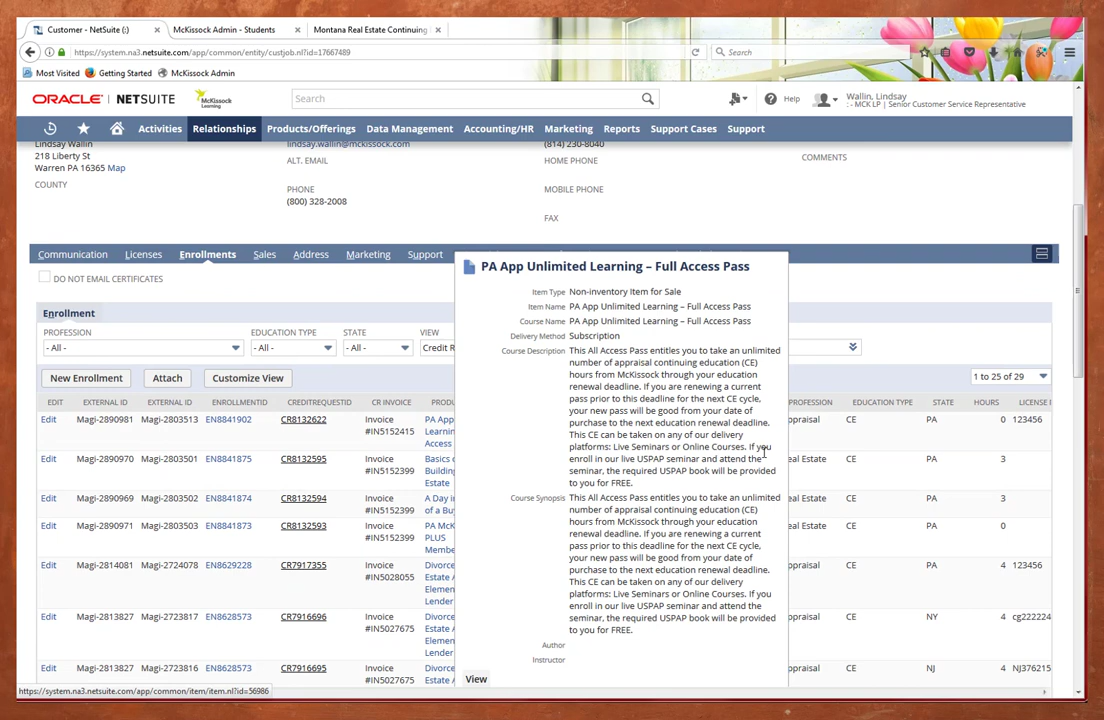 Customer - NetSuite (:)
McKissock Admin - Students
Montana Real Estate Continuing
https://system.na3.netsuite.com/app/common/entity/custjob.nl?id=17667489
Search
Most Visited
Getting Started
McKissock Admin
ORACLE NETSUITE
McKissock Learning
Search
Help
Wallin, Lindsay
:- MCK LP | Senior Customer Service Representative
Activities
Relationships
Products/Offerings
Data Management
Accounting/HR
Marketing
Reports
Support Cases
Support
Lindsay Wallin
218 Liberty St
Warren PA 16365 Map
COUNTY
lindsay.wallin@mckissock.com
ALT. EMAIL
PHONE
(800) 328-2008
(814) 230-8040
HOME PHONE
MOBILE PHONE
FAX
COMMENTS
Communication
Licenses
Enrollments
Sales
Address
Marketing
Support
DO NOT EMAIL CERTIFICATES
Enrollment
PROFESSION
- All -
EDUCATION TYPE
- All -
STATE
- All -
VIEW
Credit R
New Enrollment
Attach
Customize View
1 to 25 of 29
EDIT EXTERNAL ID EXTERNAL ID ENROLLMENTID CREDITREQUESTID CR INVOICE PRODU ROFESSION EDUCATION TYPE STATE HOURS LICENSE I
Edit Magi-2890981 Magi-2803513 EN8841902 CR8132622 Invoice #IN5152415 PA App Learnin Access ppraisal CE PA 0 123456
Edit Magi-2890970 Magi-2803501 EN8841875 CR8132595 Invoice #IN5152399 Basics o Building Estate eal Estate CE PA 3
Edit Magi-2890969 Magi-2803502 EN8841874 CR8132594 Invoice #IN5152399 A Day in of a Bu eal Estate CE PA 3
Edit Magi-2890971 Magi-2803503 EN8841873 CR8132593 Invoice #IN5152399 PA McK PLUS Membe eal Estate CE PA 0
Edit Magi-2814081 Magi-2724078 EN8629228 CR7917355 Invoice #IN5028055 Divorce Estate A Elemen Lender ppraisal CE PA 4 123456
Edit Magi-2813827 Magi-2723817 EN8628573 CR7916696 Invoice #IN5027675 Divorce Estate A Elemen Lender ppraisal CE NY 4 cg222224
Edit Magi-2813827 Magi-2723816 EN8628573 CR7916695 Invoice #IN5027675 Divorce Estate A ppraisal CE NJ 4 NJ376215
PA App Unlimited Learning – Full Access Pass
Item Type Non-inventory Item for Sale
Item Name PA App Unlimited Learning – Full Access Pass
Course Name PA App Unlimited Learning – Full Access Pass
Delivery Method Subscription
Course Description This All Access Pass entitles you to take an unlimited
number of appraisal continuing education (CE)
hours from McKissock through your education
renewal deadline. If you are renewing a current
pass prior to this deadline for the next CE cycle,
your new pass will be good from your date of
purchase to the next education renewal deadline.
This CE can be taken on any of our delivery
platforms: Live Seminars or Online Courses. If you
enroll in our live USPAP seminar and attend the
seminar, the required USPAP book will be provided
to you for FREE.
Course Synopsis This All Access Pass entitles you to take an unlimited
number of appraisal continuing education (CE)
hours from McKissock through your education
renewal deadline. If you are renewing a current
pass prior to this deadline for the next CE cycle,
your new pass will be good from your date of
purchase to the next education renewal deadline.
This CE can be taken on any of our delivery
platforms: Live Seminars or Online Courses. If you
enroll in our live USPAP seminar and attend the
seminar, the required USPAP book will be provided
to you for FREE.
Author
Instructor
View
https://system.na3.netsuite.com/app/common/item/item.nl?id=56986